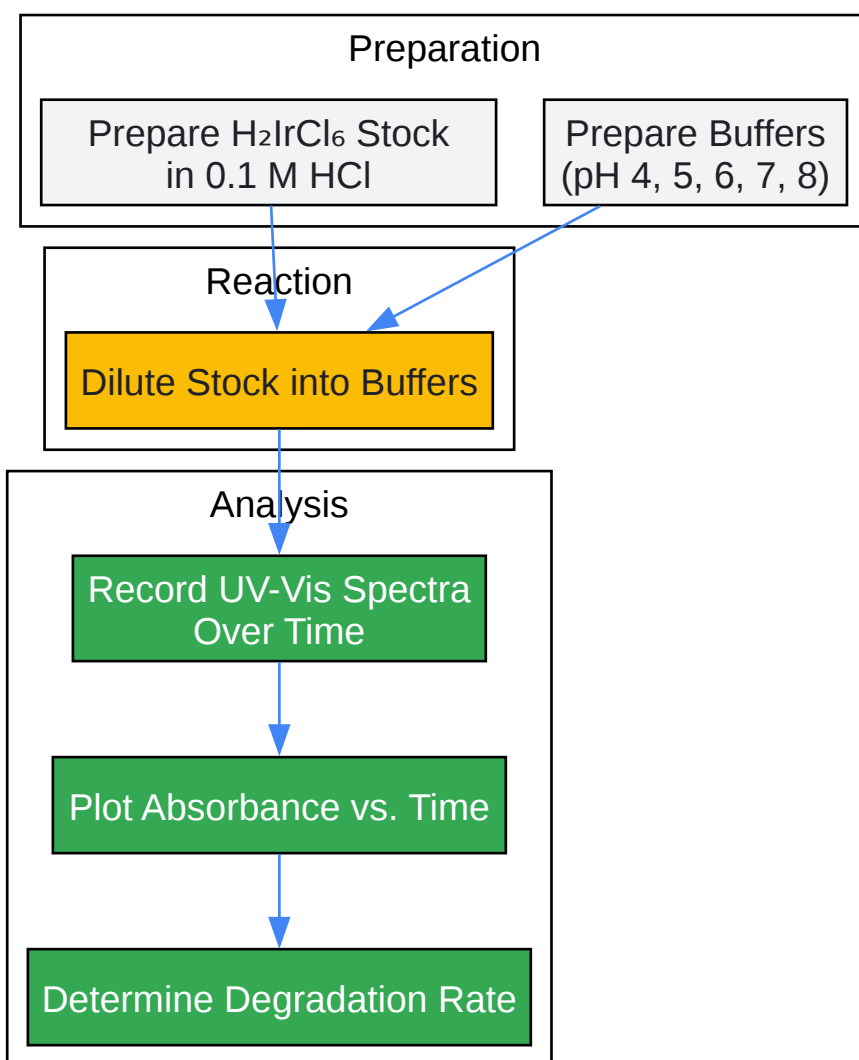 Preparation
Prepare H₂IrCl₆ Stock
in 0.1 M HCl
Prepare Buffers
(pH 4, 5, 6, 7, 8)
Reaction
Dilute Stock into Buffers
Analysis
Record UV-Vis Spectra
Over Time
Plot Absorbance vs. Time
Determine Degradation Rate